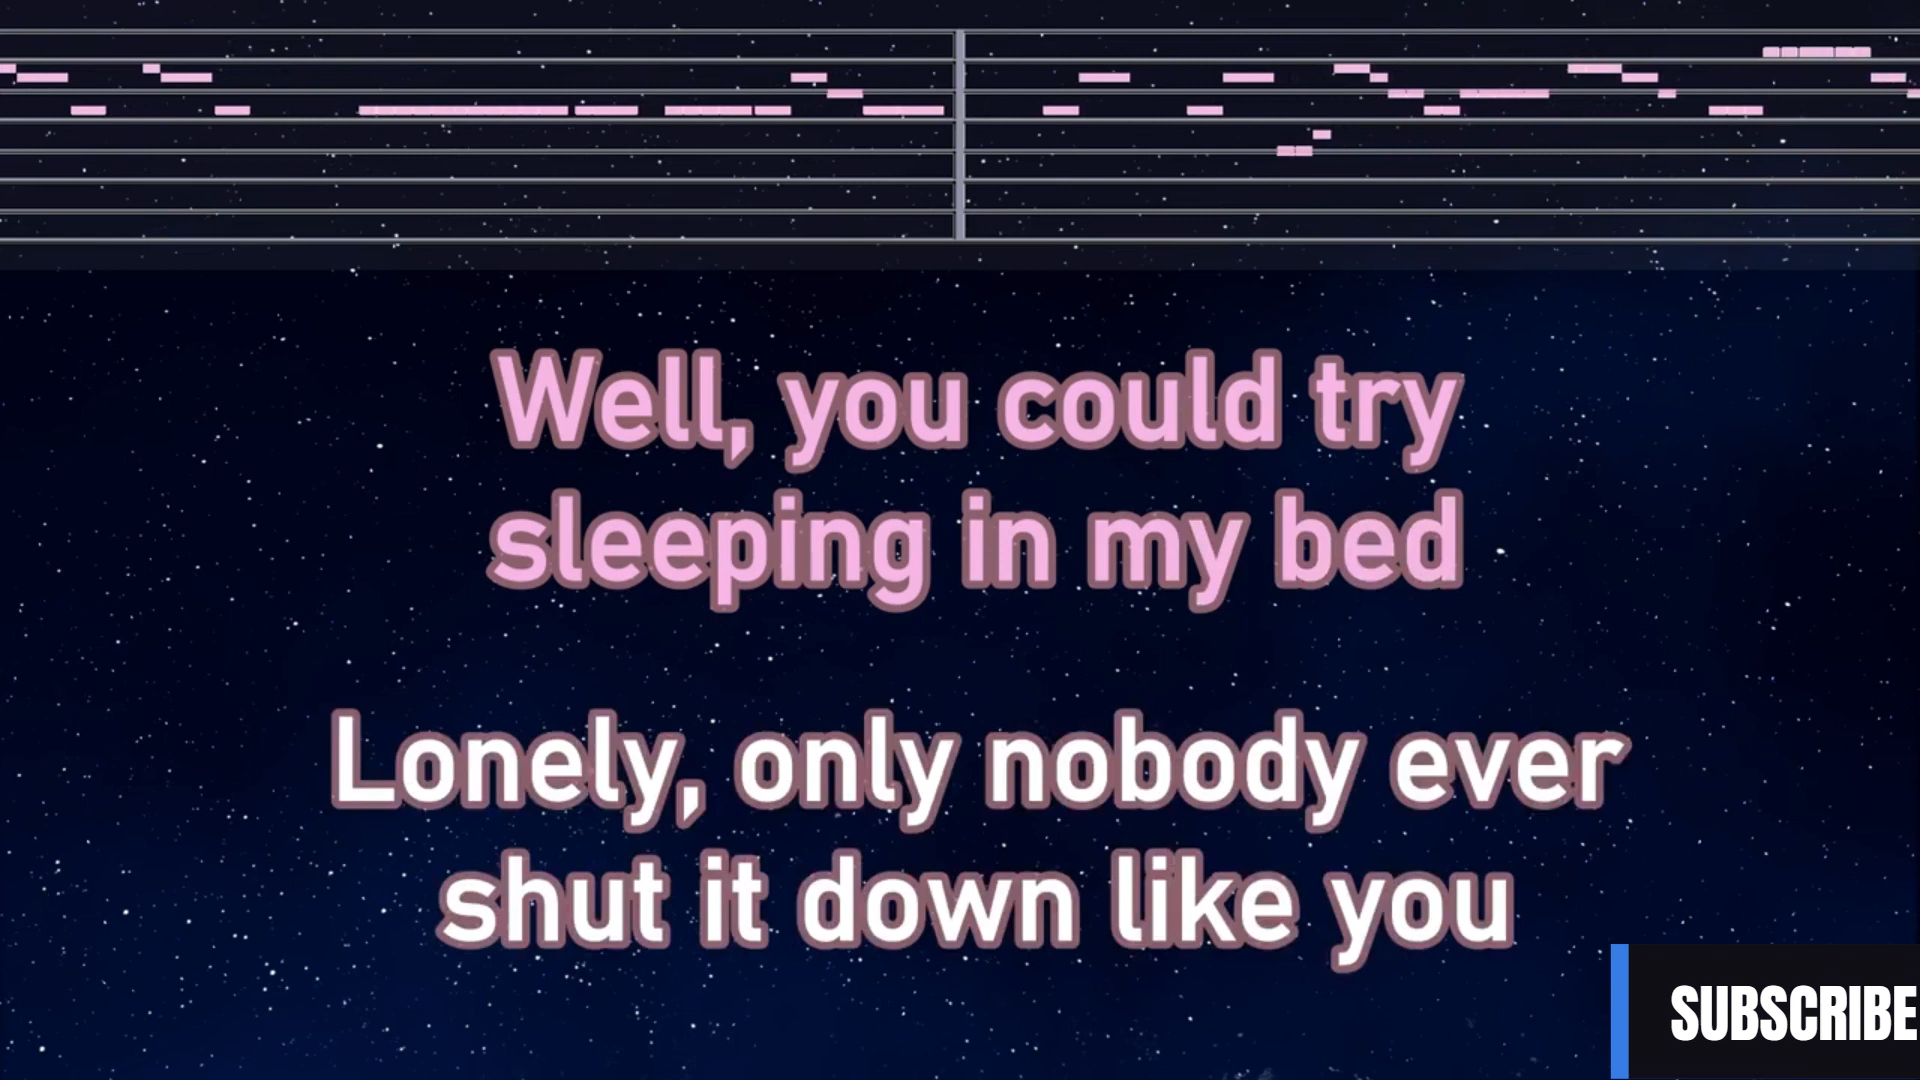 Well, you could try
sleeping in my bed
Lonely, only nobody ever
shut it down like you
SUBSCRIBE